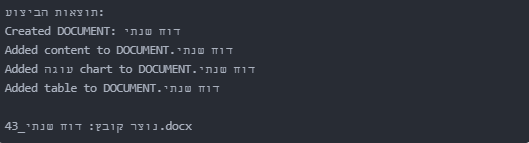 תוצאות הביצוע:
Created DOCUMENT: דוח שנתי
Added content to DOCUMENT.דוח שנתי
Added עוגה chart to DOCUMENT.דוח שנתי
Added table to DOCUMENT.דוח שנתי
נוצר קובץ: דוח שנתי_43.docx